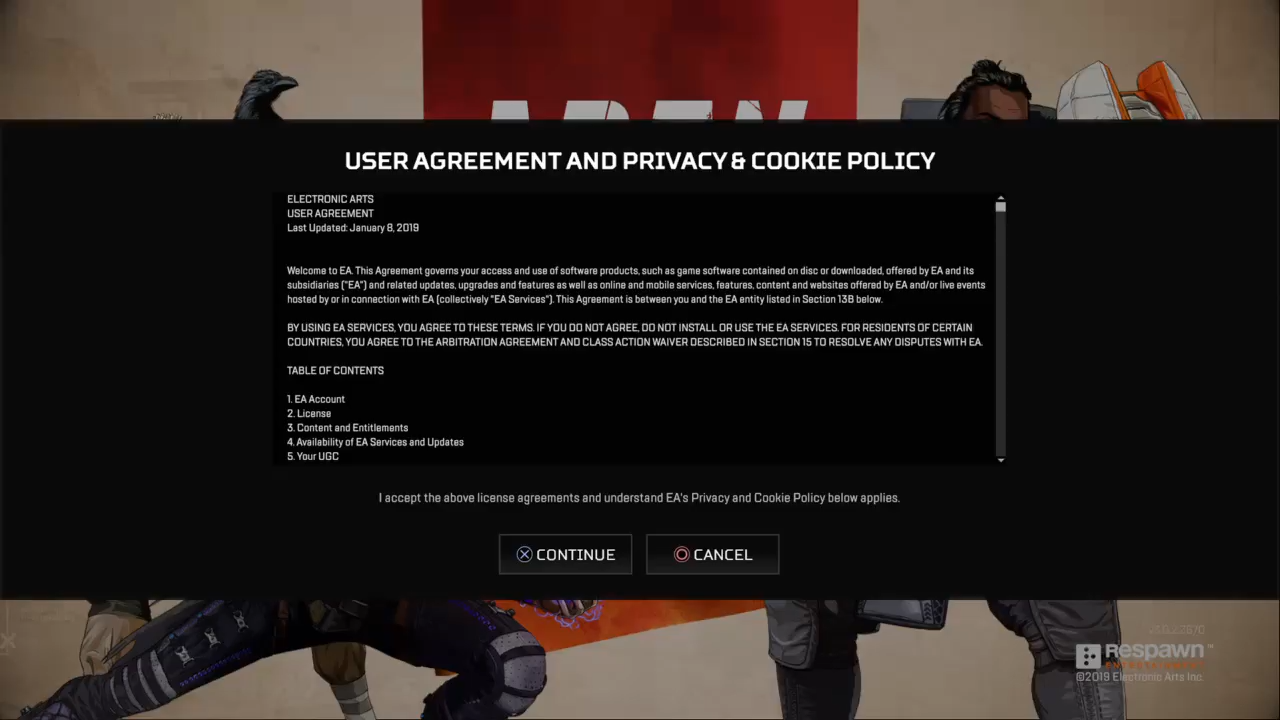 USER AGREEMENT AND PRIVACY & COOKIE POLICY
ELECTRONIC ARTS
USER AGREEMENT
Last Updated: January 8, 2019
Welcome to EA. This Agreement governs your access and use of software products, such as game software contained on disc or downloaded, offered by EA and its
subsidiaries ("EA") and related updates, upgrades and features as well as online and mobile services, features, content and websites offered by EA and/or live events
hosted by or in connection with EA (collectively "EA Services"). This Agreement is between you and the EA entity listed in Section 13B below.
BY USING EA SERVICES, YOU AGREE TO THESE TERMS. IF YOU DO NOT AGREE, DO NOT INSTALL OR USE THE EA SERVICES. FOR RESIDENTS OF CERTAIN
COUNTRIES, YOU AGREE TO THE ARBITRATION AGREEMENT AND CLASS ACTION WAIVER DESCRIBED IN SECTION 15 TO RESOLVE ANY DISPUTES WITH EA.
TABLE OF CONTENTS
1. EA Account
2. License
3. Content and Entitlements
4. Availability of EA Services and Updates
5. Your UGC
I accept the above license agreements and understand EA's Privacy and Cookie Policy below applies.
CONTINUE
CANCEL
Respawn™
ENTERTAINMENT
©2019 Electronic Arts Inc.